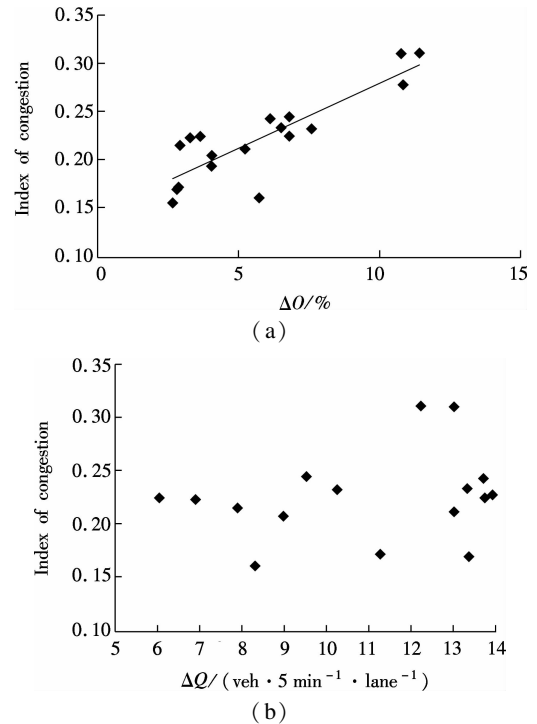 0.35
0.30
0.25
0.20
0.15
0.10
Index of congestion
0 5 10 15
ΔO/%
(a)
0.35
0.30
0.25
0.20
0.15
0.10
Index of congestion
5 6 7 8 9 10 11 12 13 14
ΔQ/(veh · 5 min⁻¹ · lane⁻¹)
(b)